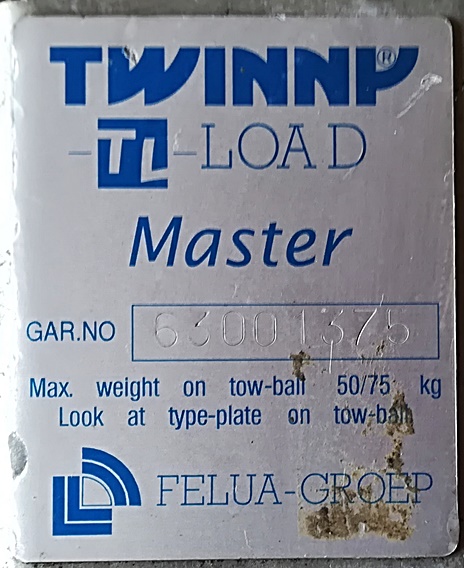 TWINNY®
-TL-LOAD
Master
GAR.NO 63001375
Max. weight on tow-ball 50/75 kg
Look at type-plate on tow-ball
FELUA-GROEP